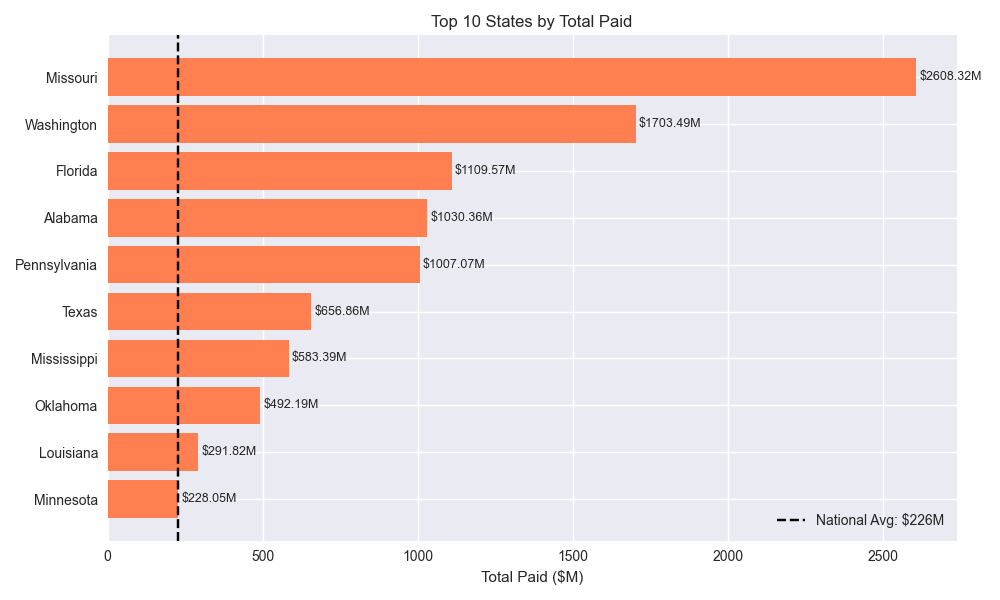 Top 10 States by Total Paid
Missouri $2608.32M
Washington $1703.49M
Florida $1109.57M
Alabama $1030.36M
Pennsylvania $1007.07M
Texas $656.86M
Mississippi $583.39M
Oklahoma $492.19M
Louisiana $291.82M
Minnesota $228.05M
National Avg: $226M
0 500 1000 1500 2000 2500
Total Paid ($M)